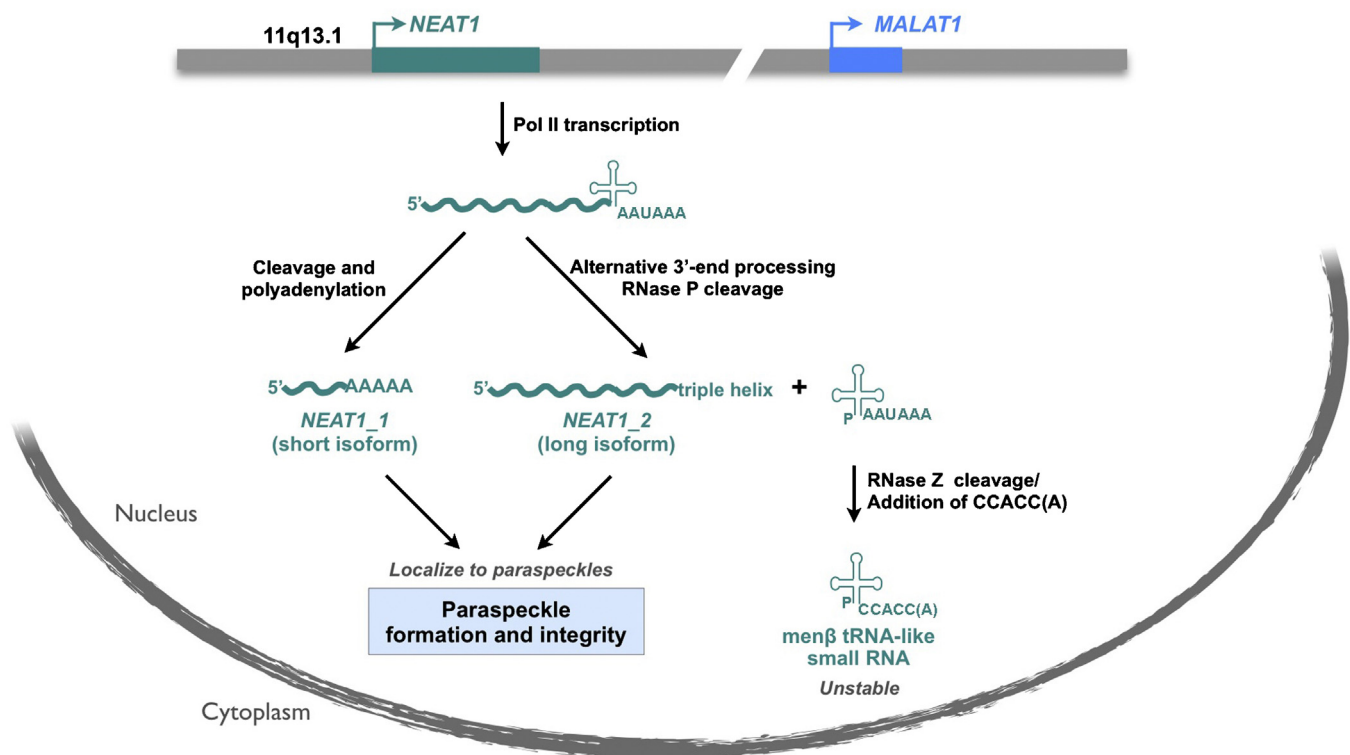 11q13.1
NEAT1
MALAT1
Pol II transcription
5’
AAUAAA
Cleavage and
polyadenylation
Alternative 3’-end processing
RNase P cleavage
5’ AAAAA
NEAT1_1
(short isoform)
5’ triple helix
NEAT1_2
(long isoform)
+
P AAUAAA
RNase Z cleavage/
Addition of CCACC(A)
Nucleus
Localize to paraspeckles
Paraspeckle
formation and integrity
P CCACC(A)
menβ tRNA-like
small RNA
Unstable
Cytoplasm